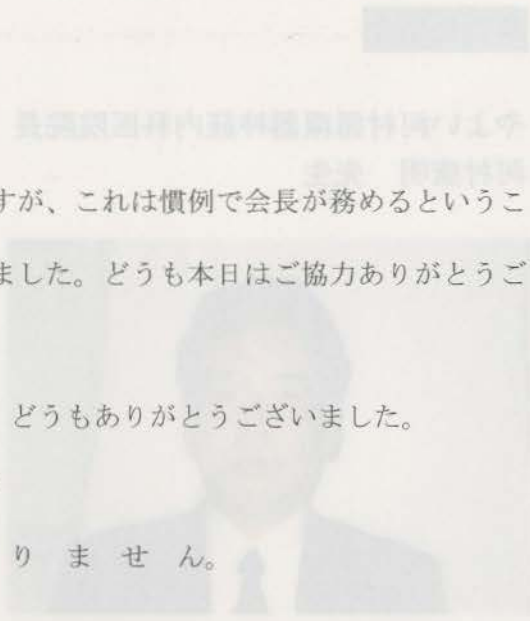 すが、これは慣例で会長が務めるというこ
ました。どうも本日はご協力ありがとうご
どうもありがとうございました。
り ま せ ん。